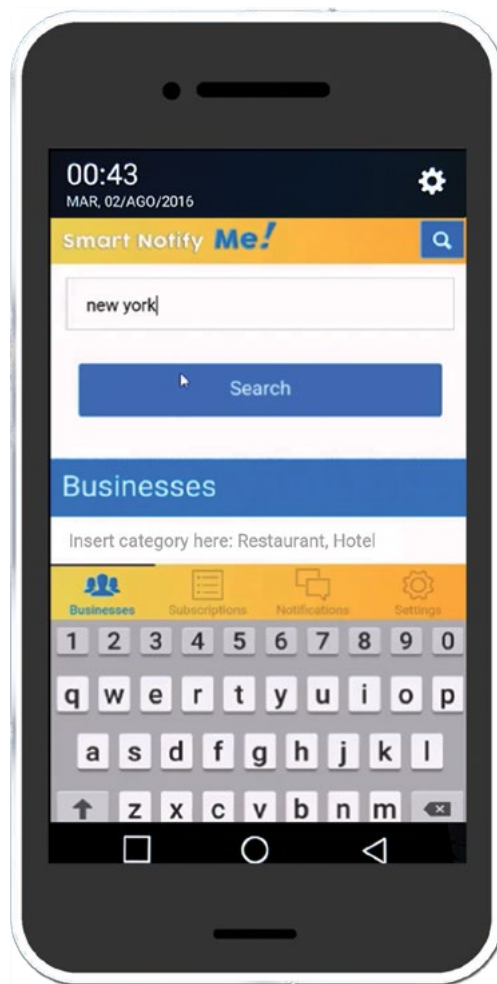 00:43
MAR, 02/AGO/2016
Smart Notify Me!
new york
Search
Businesses
Insert category here: Restaurant, Hotel
Businesses Subscriptions Notifications Settings
1 2 3 4 5 6 7 8 9 0
q w e r t y u i o p
a s d f g h j k l
z x c v b n m